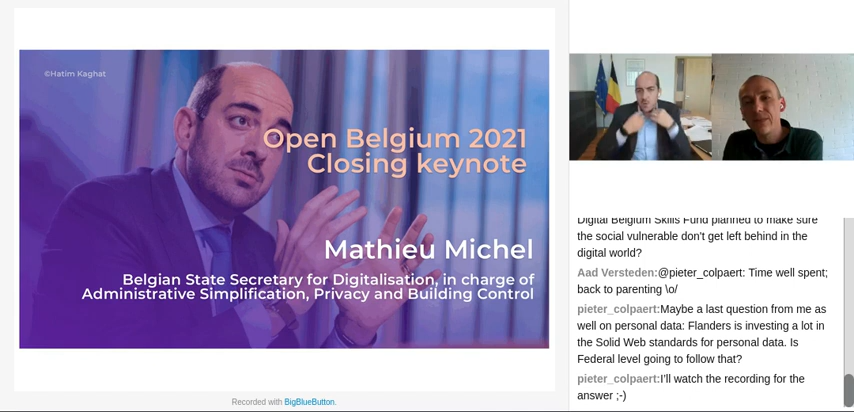 ©Hatim Kaghat
Open Belgium 2021
Closing keynote
Mathieu Michel
Belgian State Secretary for Digitalisation, in charge of
Administrative Simplification, Privacy and Building Control
Recorded with BigBlueButton.
Digital Belgium Skills Fund planned to make sure
the social vulnerable don't get left behind in the
digital world?
Aad Versteden:@pieter_colpaert: Time well spent;
back to parenting \o/
pieter_colpaert:Maybe a last question from me as
well on personal data: Flanders is investing a lot in
the Solid Web standards for personal data. Is
Federal level going to follow that?
pieter_colpaert:I'll watch the recording for the
answer ;-)